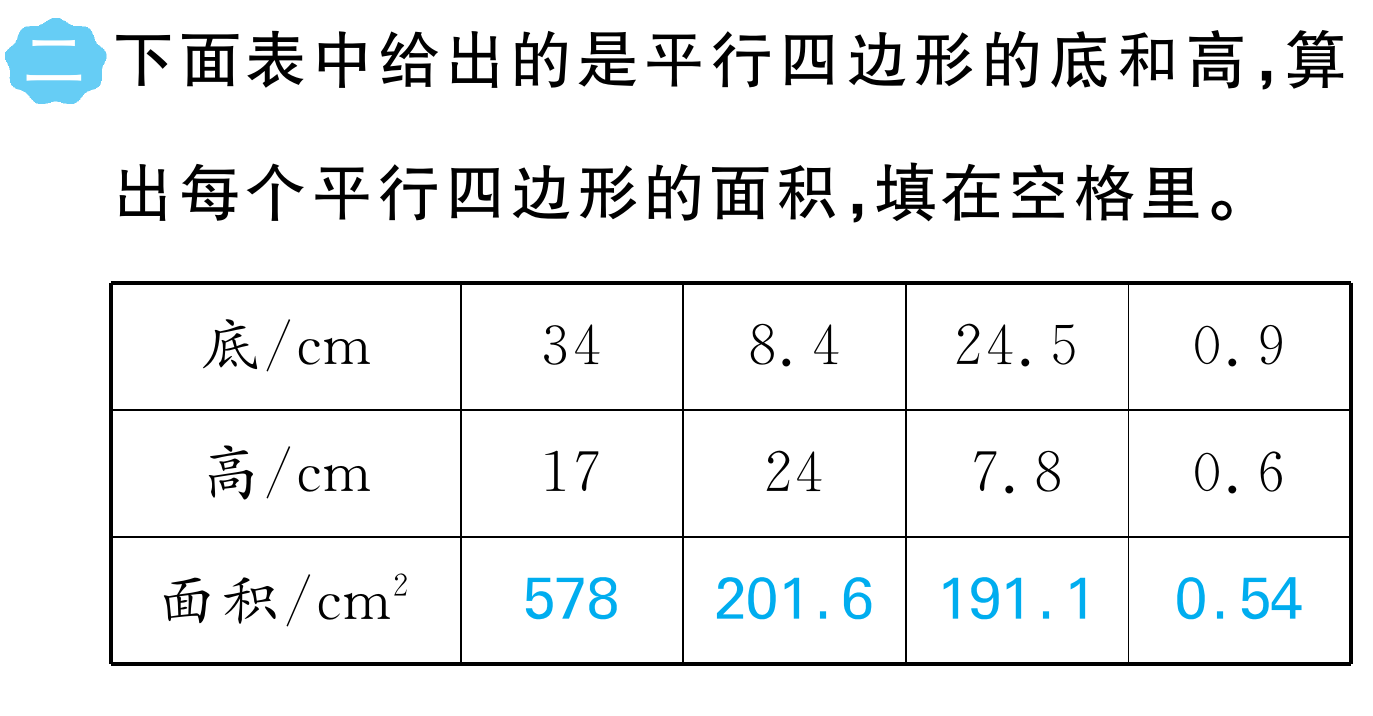 二 下面表中给出的是平行四边形的底和高,算
出每个平行四边形的面积,填在空格里。
底/cm 34 8.4 24.5 0.9
高/cm 17 24 7.8 0.6
面积/cm² 578 201.6 191.1 0.54